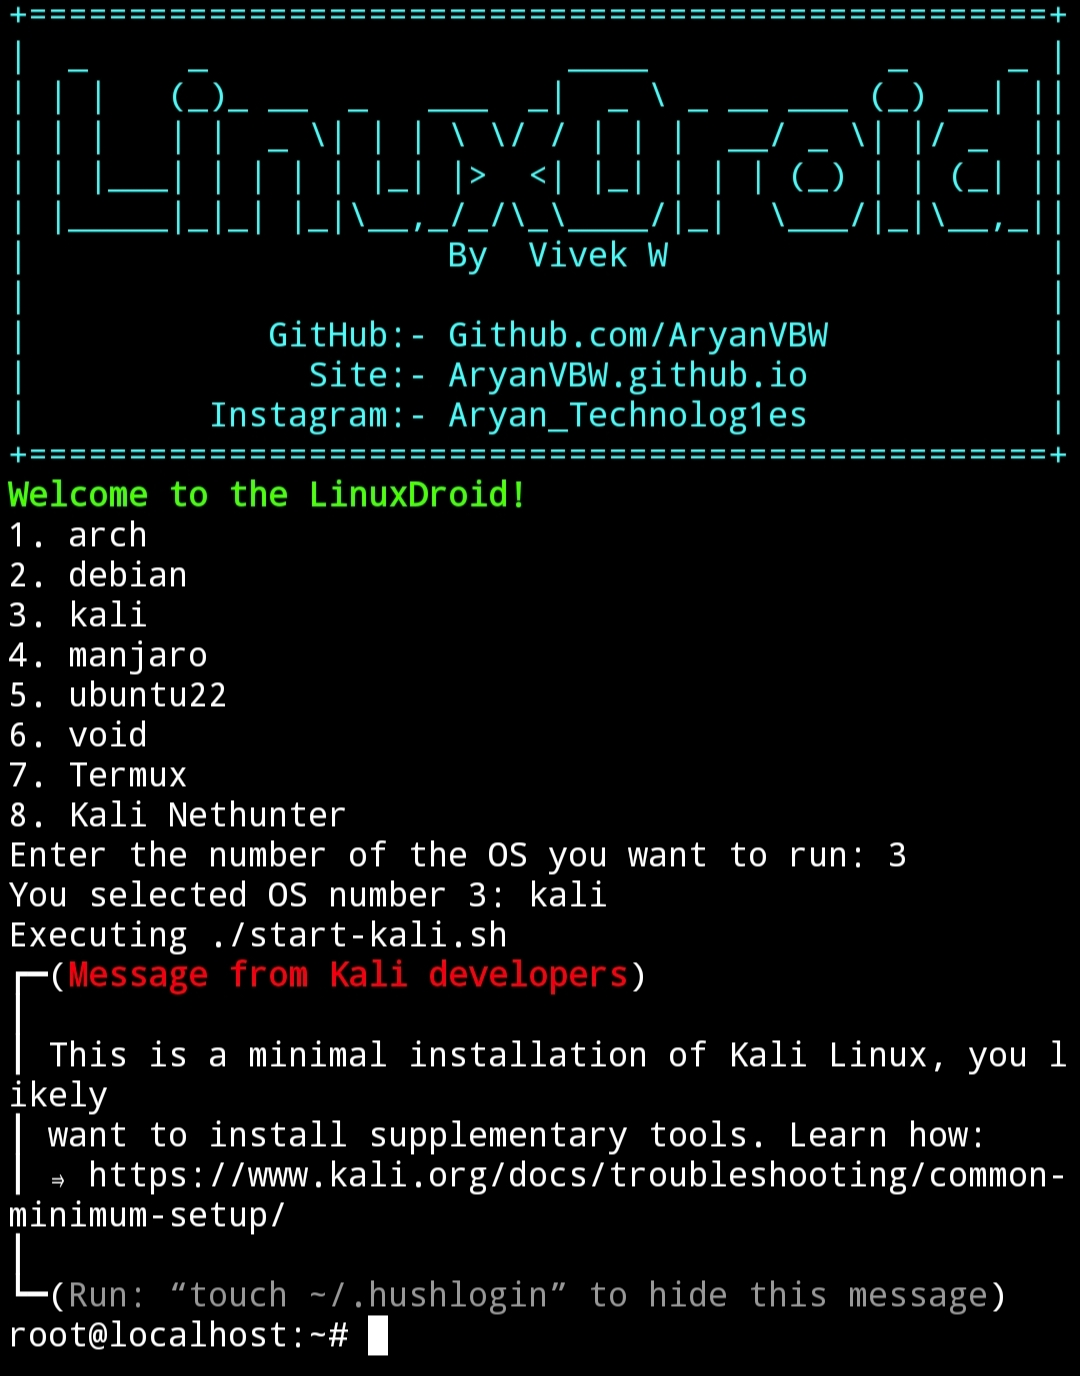 LinuxDroid
By  Vivek W
GitHub:- Github.com/AryanVBW
Site:- AryanVBW.github.io
Instagram:- Aryan_Technolog1es
Welcome to the LinuxDroid!
1. arch
2. debian
3. kali
4. manjaro
5. ubuntu22
6. void
7. Termux
8. Kali Nethunter
Enter the number of the OS you want to run: 3
You selected OS number 3: kali
Executing ./start-kali.sh
(Message from Kali developers)
This is a minimal installation of Kali Linux, you l
ikely
want to install supplementary tools. Learn how:
⇒ https://www.kali.org/docs/troubleshooting/common-
minimum-setup/
(Run: “touch ~/.hushlogin” to hide this message)
root@localhost:~#